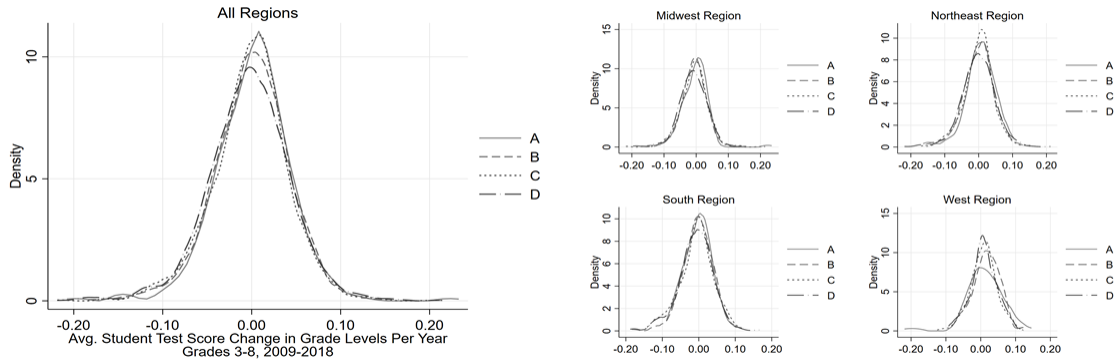 All Regions
Density
10
5
0
-0.20 -0.10 0.00 0.10 0.20
Avg. Student Test Score Change in Grade Levels Per Year
Grades 3-8, 2009-2018
A
B
C
D
Midwest Region
Density
15
10
5
0
-0.20 -0.10 0.00 0.10 0.20
A
B
C
D
Northeast Region
Density
10
8
6
4
2
0
-0.20 -0.10 0.00 0.10 0.20
A
B
C
D
South Region
Density
10
8
6
4
2
0
-0.20 -0.10 0.00 0.10 0.20
A
B
C
D
West Region
Density
15
10
5
0
-0.20 -0.10 0.00 0.10 0.20
A
B
C
D